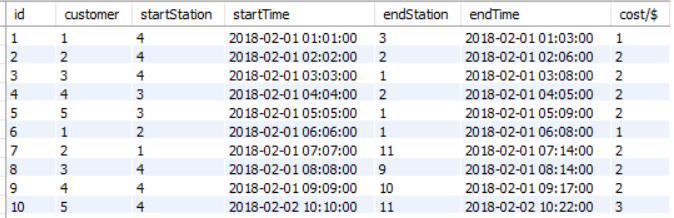 id customer startStation startTime endStation endTime cost/$
1 1 4 2018-02-01 01:01:00 3 2018-02-01 01:03:00 1
2 2 4 2018-02-01 02:02:00 2 2018-02-01 02:06:00 2
3 3 4 2018-02-01 03:03:00 1 2018-02-01 03:08:00 2
4 4 3 2018-02-01 04:04:00 2 2018-02-01 04:05:00 2
5 5 3 2018-02-01 05:05:00 1 2018-02-01 05:09:00 2
6 1 2 2018-02-01 06:06:00 1 2018-02-01 06:08:00 1
7 2 1 2018-02-01 07:07:00 11 2018-02-01 07:14:00 2
8 3 4 2018-02-01 08:08:00 9 2018-02-01 08:14:00 2
9 4 4 2018-02-01 09:09:00 10 2018-02-01 09:17:00 2
10 5 4 2018-02-02 10:10:00 11 2018-02-02 10:22:00 3